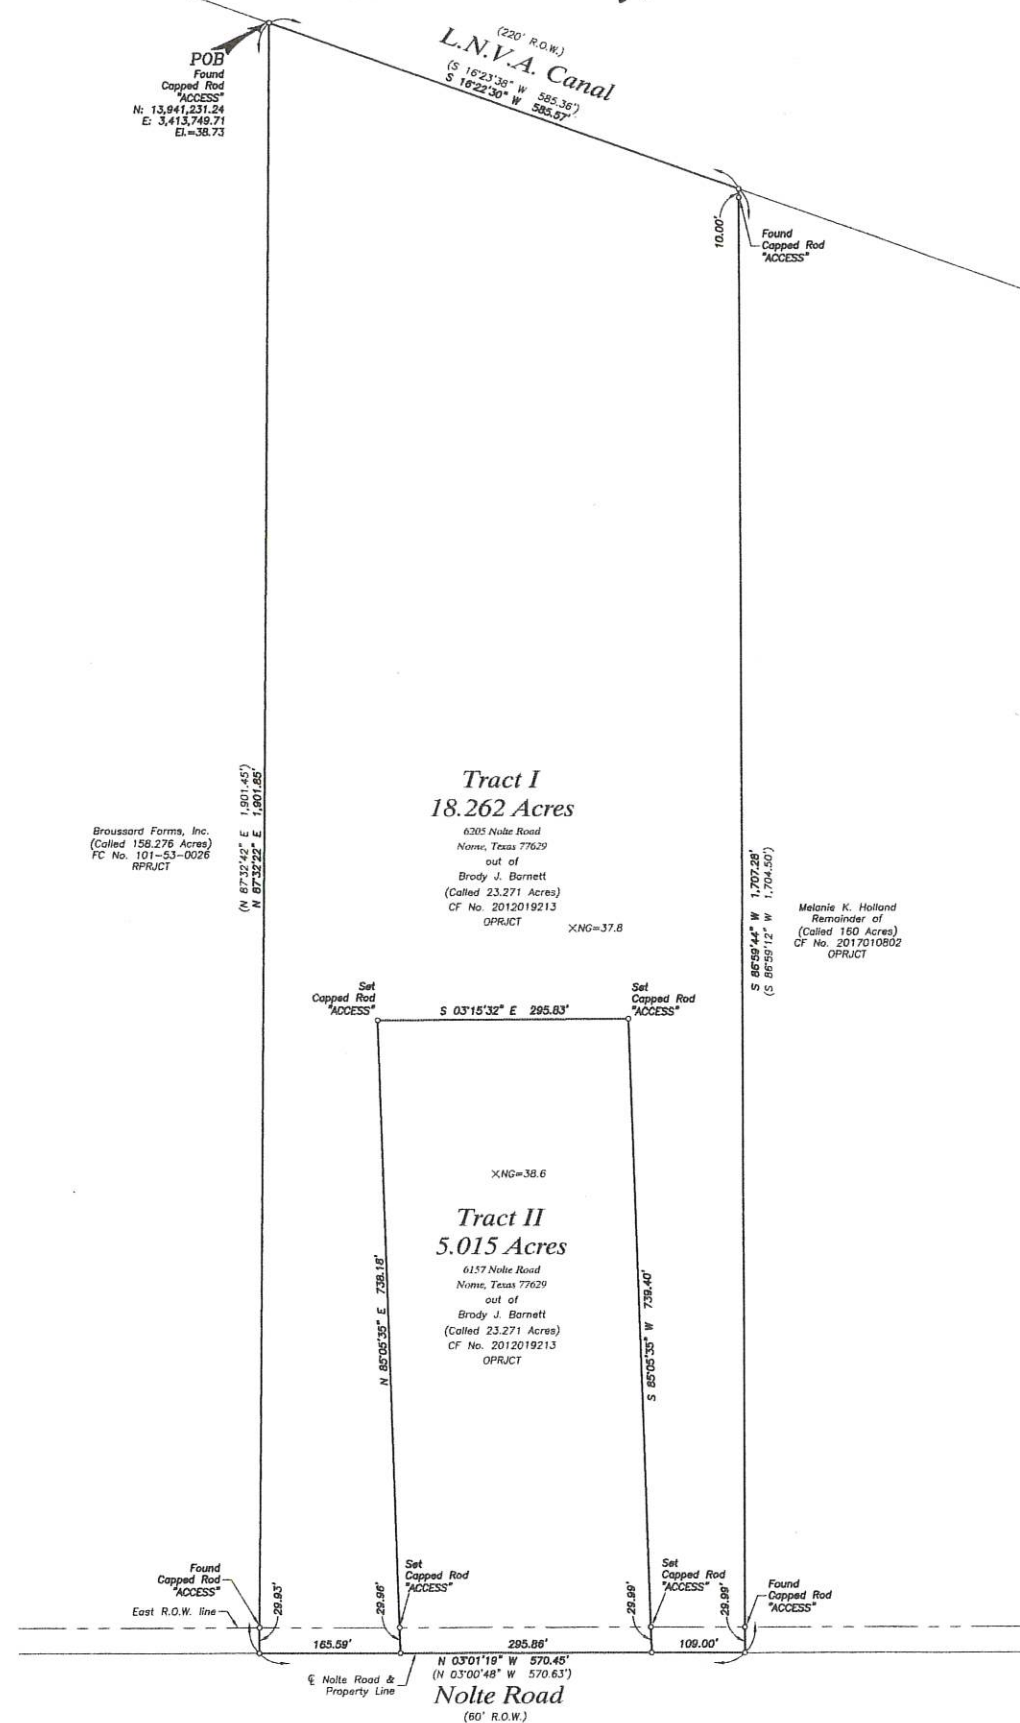 (220' R.O.W.)
L.N.V.A. Canal
(S 16°23'38" W 585.36')
S 16°22'30" W 585.57'
POB
Found
Capped Rod
"ACCESS"
N: 13,941,231.24
E: 3,413,749.71
El.=38.73
10.00'
Found
Capped Rod
"ACCESS"
(N 87°32'42" E 1,901.45')
N 87°32'22" E 1,901.85'
Broussard Farms, Inc.
(Called 158.276 Acres)
FC No. 101-53-0026
RPRJCT
Tract I
18.262 Acres
6205 Nolte Road
Nome, Texas 77629
out of
Brody J. Barnett
(Called 23.271 Acres)
CF No. 2012019213
OPRJCT
NG=37.8
S 86°59'44" W 1,707.28'
(S 86°59'12" W 1,704.50')
Melanie K. Holland
Remainder of
(Called 160 Acres)
CF No. 2017010802
OPRJCT
Set
Capped Rod
"ACCESS"
S 03°15'32" E 295.83'
Set
Capped Rod
"ACCESS"
NG=38.6
Tract II
5.015 Acres
6157 Nolte Road
Nome, Texas 77629
out of
Brody J. Barnett
(Called 23.271 Acres)
CF No. 2012019213
OPRJCT
N 85°05'35" E 738.18'
S 85°05'35" W 739.40'
Found
Capped Rod
"ACCESS"
East R.O.W. line
29.93'
Set
Capped Rod
"ACCESS"
29.96'
Set
Capped Rod
"ACCESS"
29.99'
Found
Capped Rod
"ACCESS"
29.99'
165.59'
295.86'
109.00'
N 03°01'19" W 570.45'
(N 03°00'48" W 570.63')
℄ Nolte Road &
Property Line
Nolte Road
(60' R.O.W.)